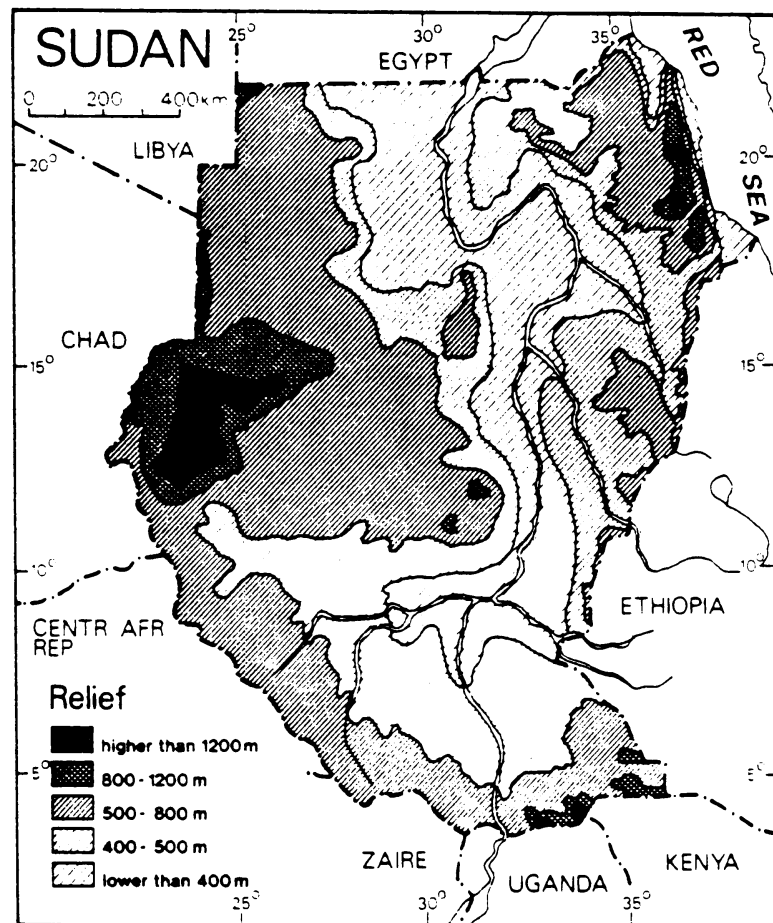 SUDAN
0 200 400km
25° 30° 35°
EGYPT
RED
SEA
LIBYA
20° 20°
CHAD
15° 15°
10° 10°
ETHIOPIA
CENTR AFR
REP
Relief
higher than 1200m
800-1200 m
500 - 800m
400 - 500 m
lower than 400m
5° 5°
ZAIRE
UGANDA
KENYA
25° 30° 35°